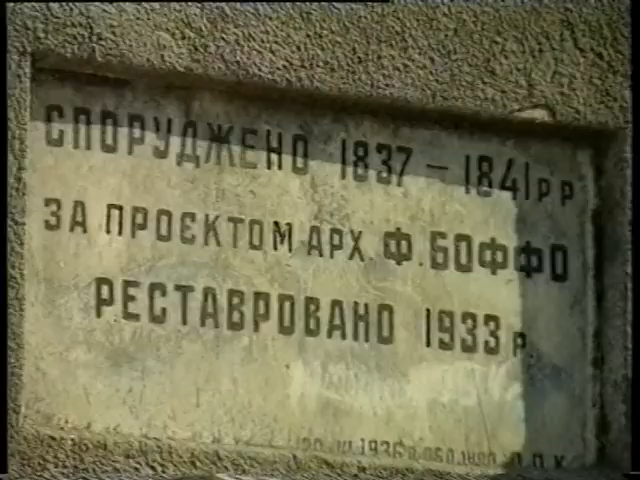 СПОРУДЖЕНО 1837 – 1841 рр
ЗА ПРОЄКТОМ АРХ. Ф. БОФФО
РЕСТАВРОВАНО 1933 р.